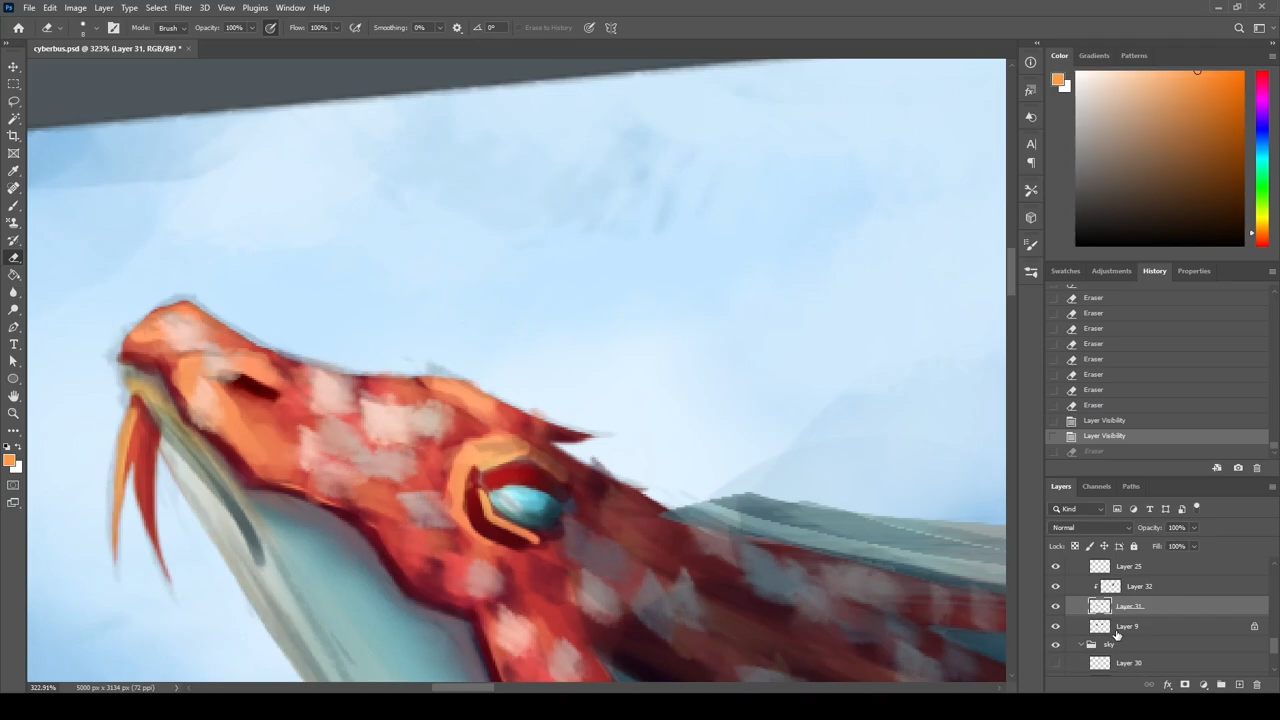 Ps File Edit Image Layer Type Select Filter 3D View Plugins Window Help
8 Mode: Brush Opacity: 100% Flow: 100% Smoothing: 0% 0° Erase to History
cyberbus.psd @ 323% (Layer 31, RGB/8#) * ×
Color Gradients Patterns
Swatches Adjustments History Properties
Eraser
Eraser
Eraser
Eraser
Eraser
Eraser
Eraser
Eraser
Layer Visibility
Layer Visibility
Eraser
Layers Channels Paths
Kind
Normal Opacity: 100%
Lock: Fill: 100%
Layer 25
Layer 32
Layer 31
Layer 9
sky
Layer 30
322.91% 5000 px x 3134 px (72 ppi)